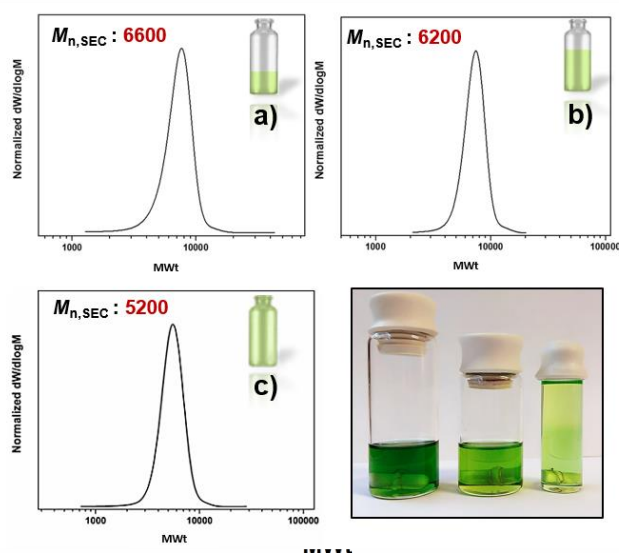 Mn,SEC : 6600
a)
Normalized dW/dlogM
1000
10000
MWt
Mn,SEC : 6200
b)
Normalized dW/dlogM
1000
10000
100000
MWt
Mn,SEC : 5200
c)
Normalized dW/dlogM
1000
10000
100000
MWt
MWt